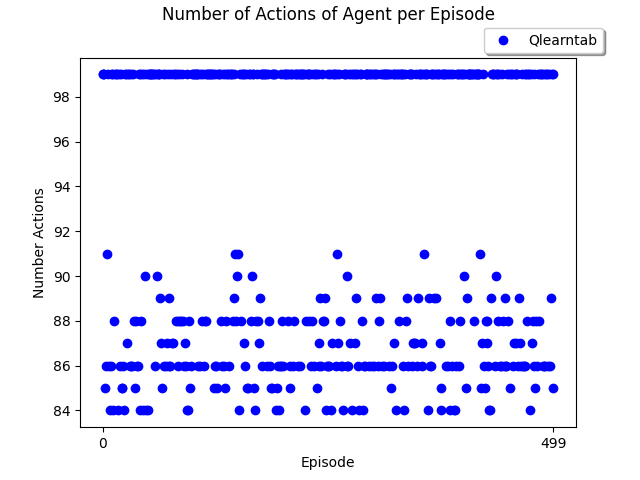 Number of Actions of Agent per Episode
Qlearntab
98
96
94
92
90
88
86
84
Number Actions
0
499
Episode